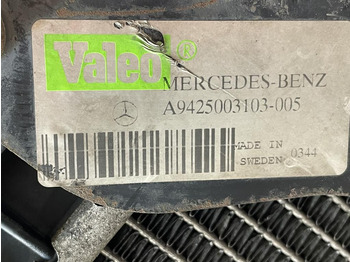 Valeo ®
MERCEDES-BENZ
A9425003103-005
MADE IN
SWEDEN 0344